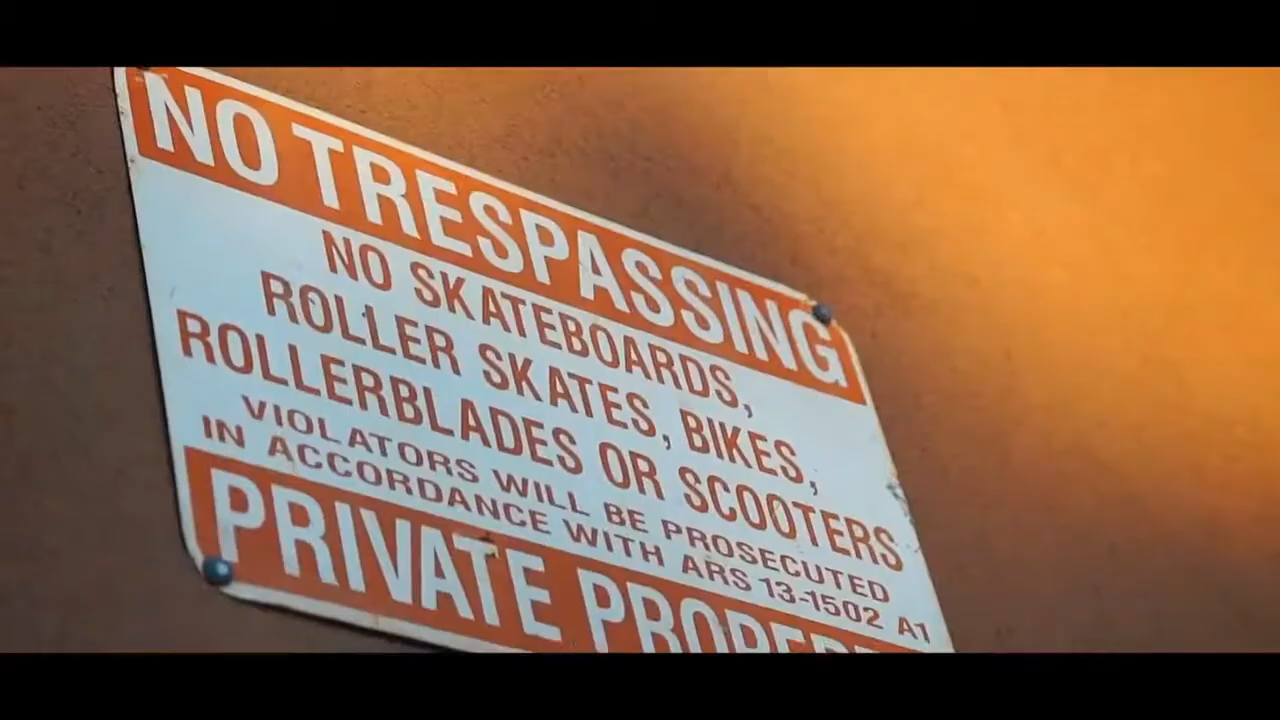 NO TRESPASSING
NO SKATEBOARDS,
ROLLER SKATES, BIKES,
ROLLERBLADES OR SCOOTERS
VIOLATORS WILL BE PROSECUTED
IN ACCORDANCE WITH ARS 13-1502 A1
PRIVATE PROPERTY